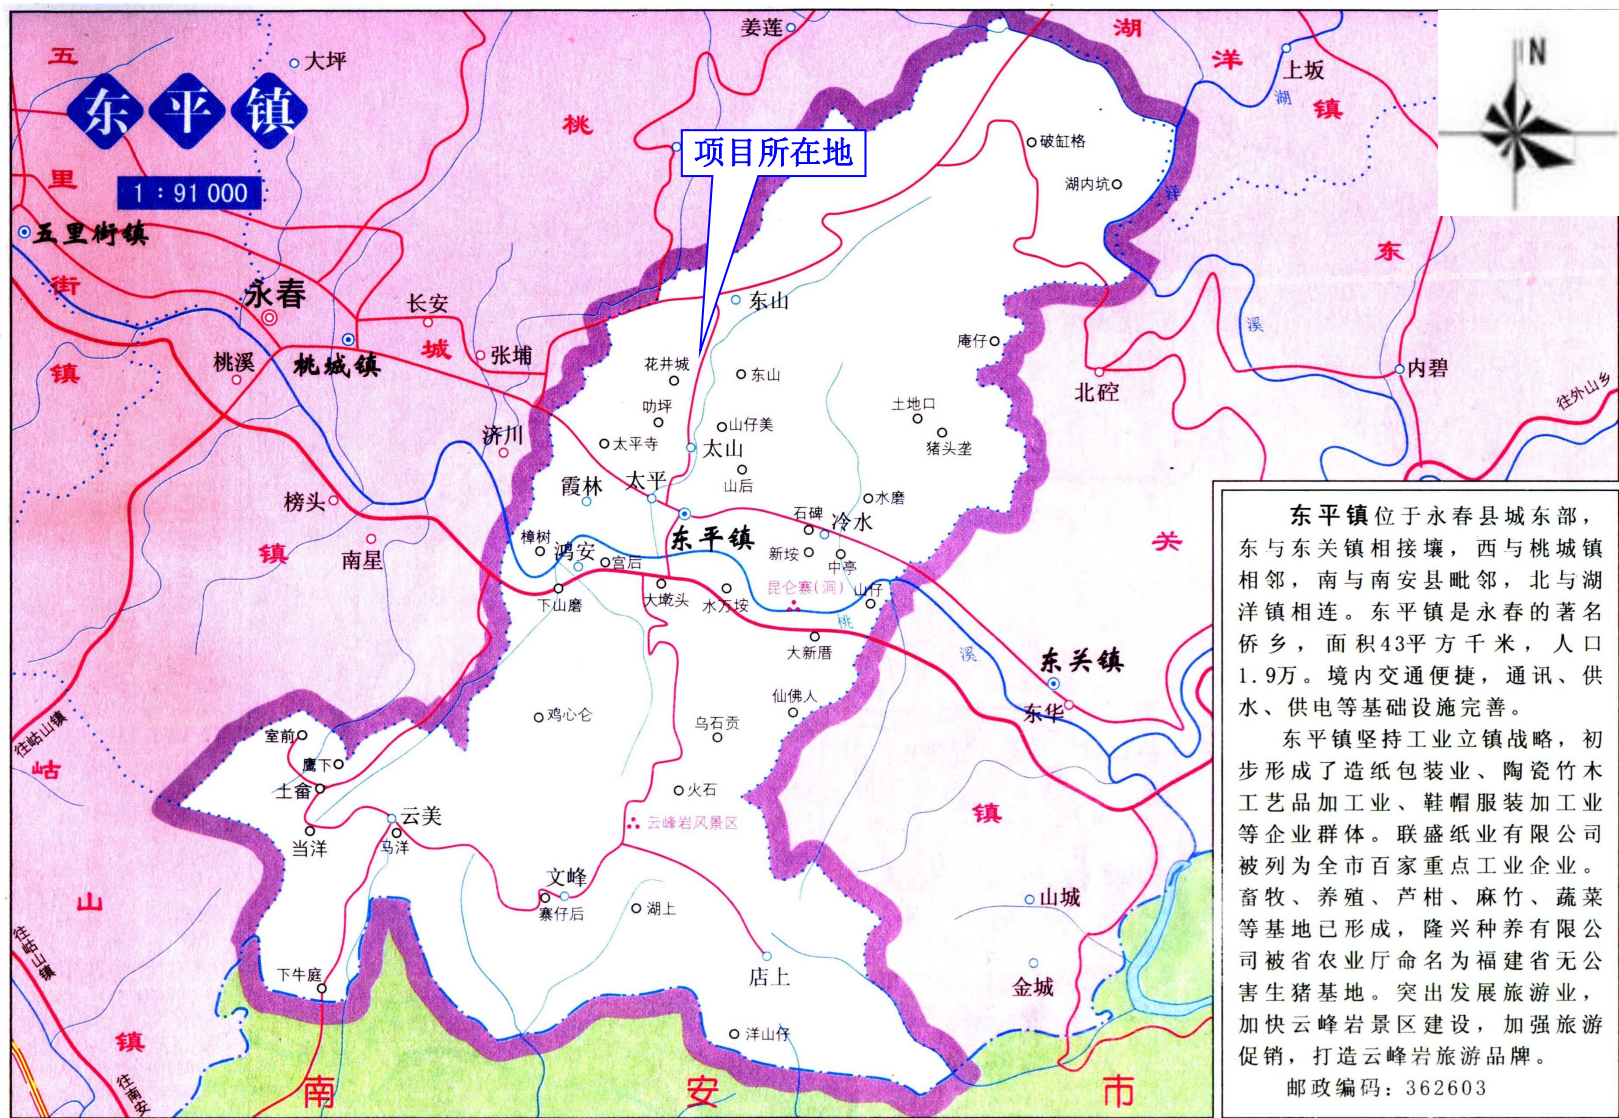 东平镇
1：91 000
N
项目所在地
五里街镇
五里街镇
大坪
姜莲
桃城镇
湖洋镇
上坂
湖
洋
溪
破缸格
湖内坑
东关镇
永春
桃溪
桃城镇
长安
张埔
济川
榜头
南星
东山
花井城
东山
叻坪
太平寺
山仔美
太山
山后
霞林
太平
东平镇
樟树
鸿安
宫后
下山磨
大墘头
水万垵
石碑
冷水
新垵
中亭
水磨
昆仑寨(洞)
山仔
桃
溪
大新厝
仙佛人
乌石贡
鸡心仑
火石
云峰岩风景区
庵仔
土地口
猪头垄
北硿
内碧
往外山乡
东关镇
东华
室前
鹰下
土畲
当洋
云美
马洋
文峰
寨仔后
湖上
店上
洋山仔
下牛庭
山城
金城
岵山镇
往岵山镇
往岵山镇
往南安
南安市
东平镇位于永春县城东部，
东与东关镇相接壤，西与桃城镇
相邻，南与南安县毗邻，北与湖
洋镇相连。东平镇是永春的著名
侨乡，面积43平方千米，人口
1.9万。境内交通便捷，通讯、供
水、供电等基础设施完善。
东平镇坚持工业立镇战略，初
步形成了造纸包装业、陶瓷竹木
工艺品加工业、鞋帽服装加工业
等企业群体。联盛纸业有限公司
被列为全市百家重点工业企业。
畜牧、养殖、芦柑、麻竹、蔬菜
等基地已形成，隆兴种养有限公
司被省农业厅命名为福建省无公
害生猪基地。突出发展旅游业，
加快云峰岩景区建设，加强旅游
促销，打造云峰岩旅游品牌。
邮政编码：362603